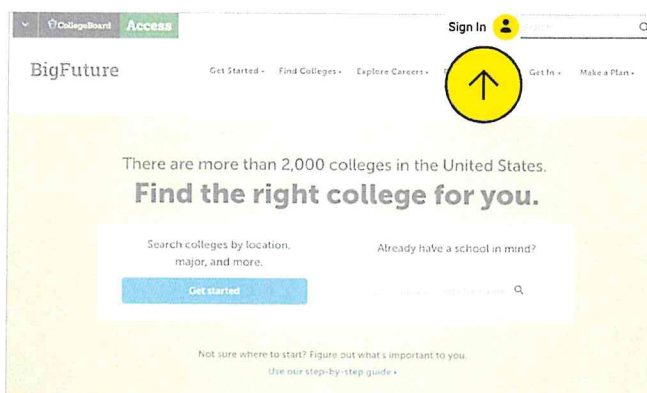 CollegeBoard Access
Sign In
BigFuture
Get Started
Find Colleges
Explore Careers
Get In
Make a Plan
There are more than 2,000 colleges in the United States.
Find the right college for you.
Search colleges by location,
major, and more.
Get started
Already have a school in mind?
Not sure where to start? Figure out what's important to you.
Use our step-by-step guide